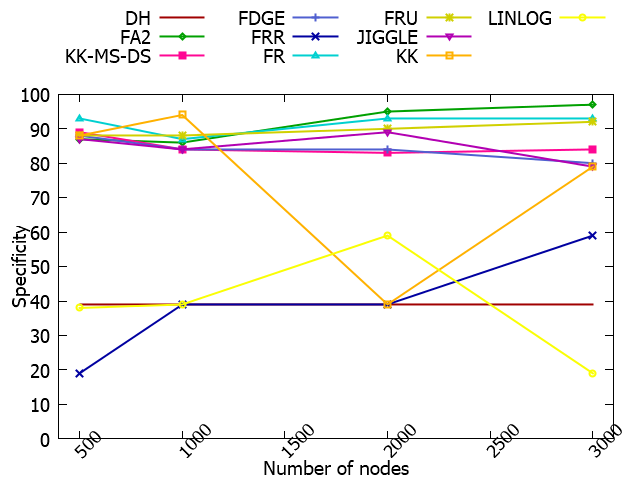 DH FDGE FRU LINLOG
FA2 FRR JIGGLE
KK-MS-DS FR KK
100
90
80
70
60
50
40
30
20
10
0
Specificity
500 1000 1500 2000 2500 3000
Number of nodes